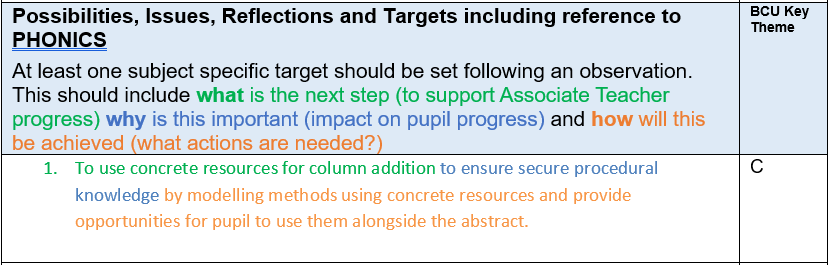 Possibilities, Issues, Reflections and Targets including reference to
PHONICS
At least one subject specific target should be set following an observation.
This should include what is the next step (to support Associate Teacher
progress) why is this important (impact on pupil progress) and how will this
be achieved (what actions are needed?)
BCU Key
Theme
1. To use concrete resources for column addition to ensure secure procedural
knowledge by modelling methods using concrete resources and provide
opportunities for pupil to use them alongside the abstract.
C